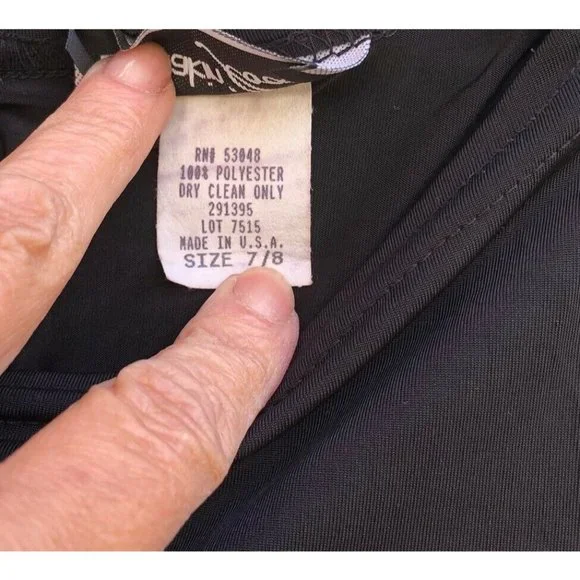 RN# 53048
100% POLYESTER
DRY CLEAN ONLY
291395
LOT 7515
MADE IN U.S.A.
SIZE 7/8